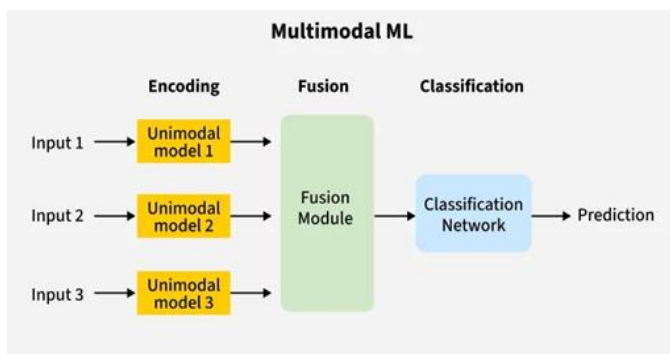 Multimodal ML
Encoding
Fusion
Classification
Input 1
Unimodal
model 1
Input 2
Unimodal
model 2
Input 3
Unimodal
model 3
Fusion
Module
Classification
Network
Prediction